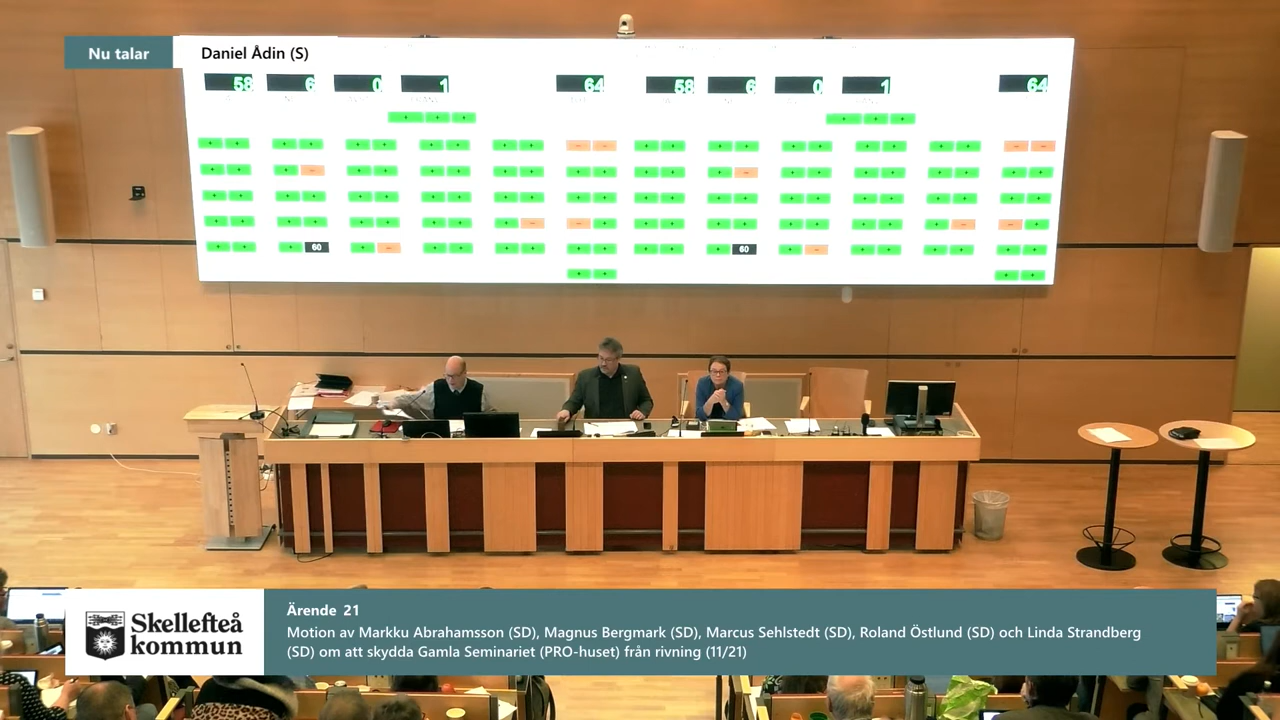 Nu talar
Daniel Ådin (S)
58 6 0 1 64 58 6 0 1 64
60 60
Ärende 21
Skellefteå
kommun
Motion av Markku Abrahamsson (SD), Magnus Bergmark (SD), Marcus Sehlstedt (SD), Roland Östlund (SD) och Linda Strandberg
(SD) om att skydda Gamla Seminariet (PRO-huset) från rivning (11/21)